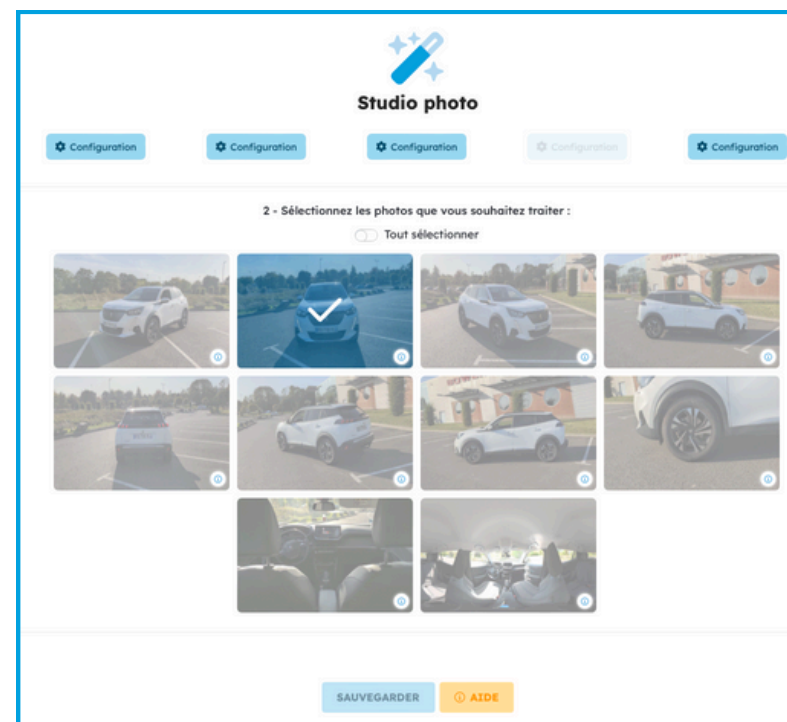 Studio photo
Configuration
Configuration
Configuration
Configuration
Configuration
2 - Sélectionnez les photos que vous souhaitez traiter :
Tout sélectionner
SAUVEGARDER
AIDE